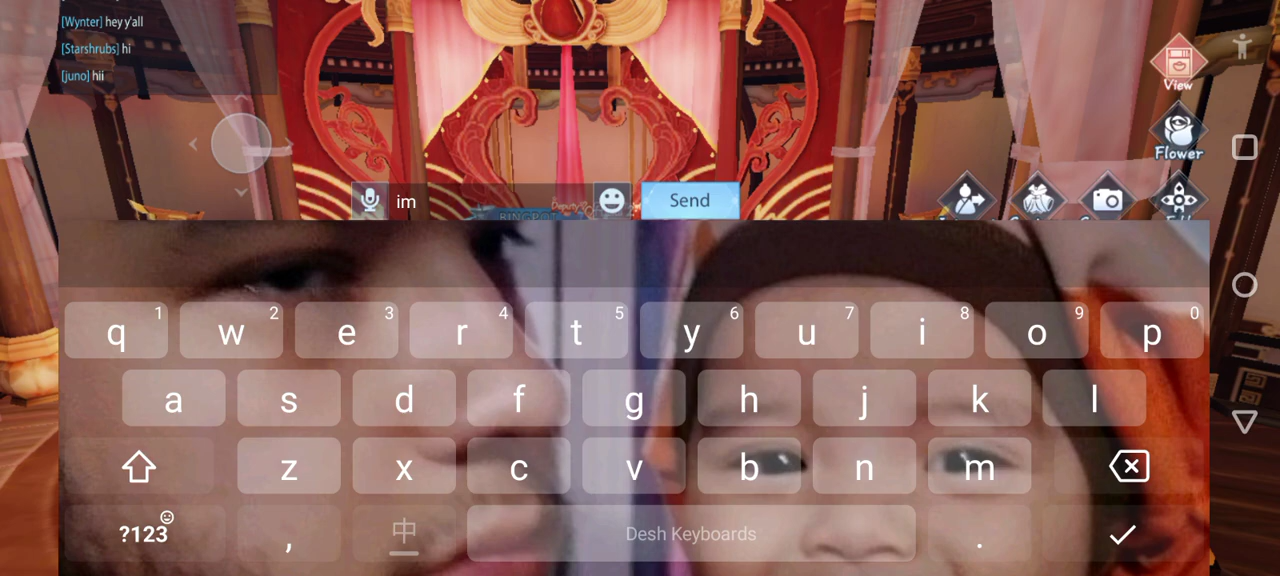 [Wynter] hey y'all
[Starshrubs] hi
[juno] hii
View
Flower
im
Send
q 1 w 2 e 3 r 4 t 5 y 6 u 7 i 8 o 9 p 0
a s d f g h j k l
z x c v b n m
?123 , 中 Desh Keyboards .